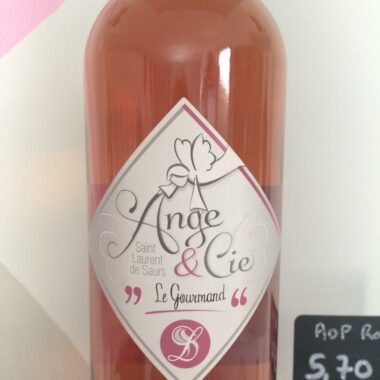 Ange
Saint
Laurent
de Saurs
& Cie
" Le Gourmand "
AOP Ro
5,70